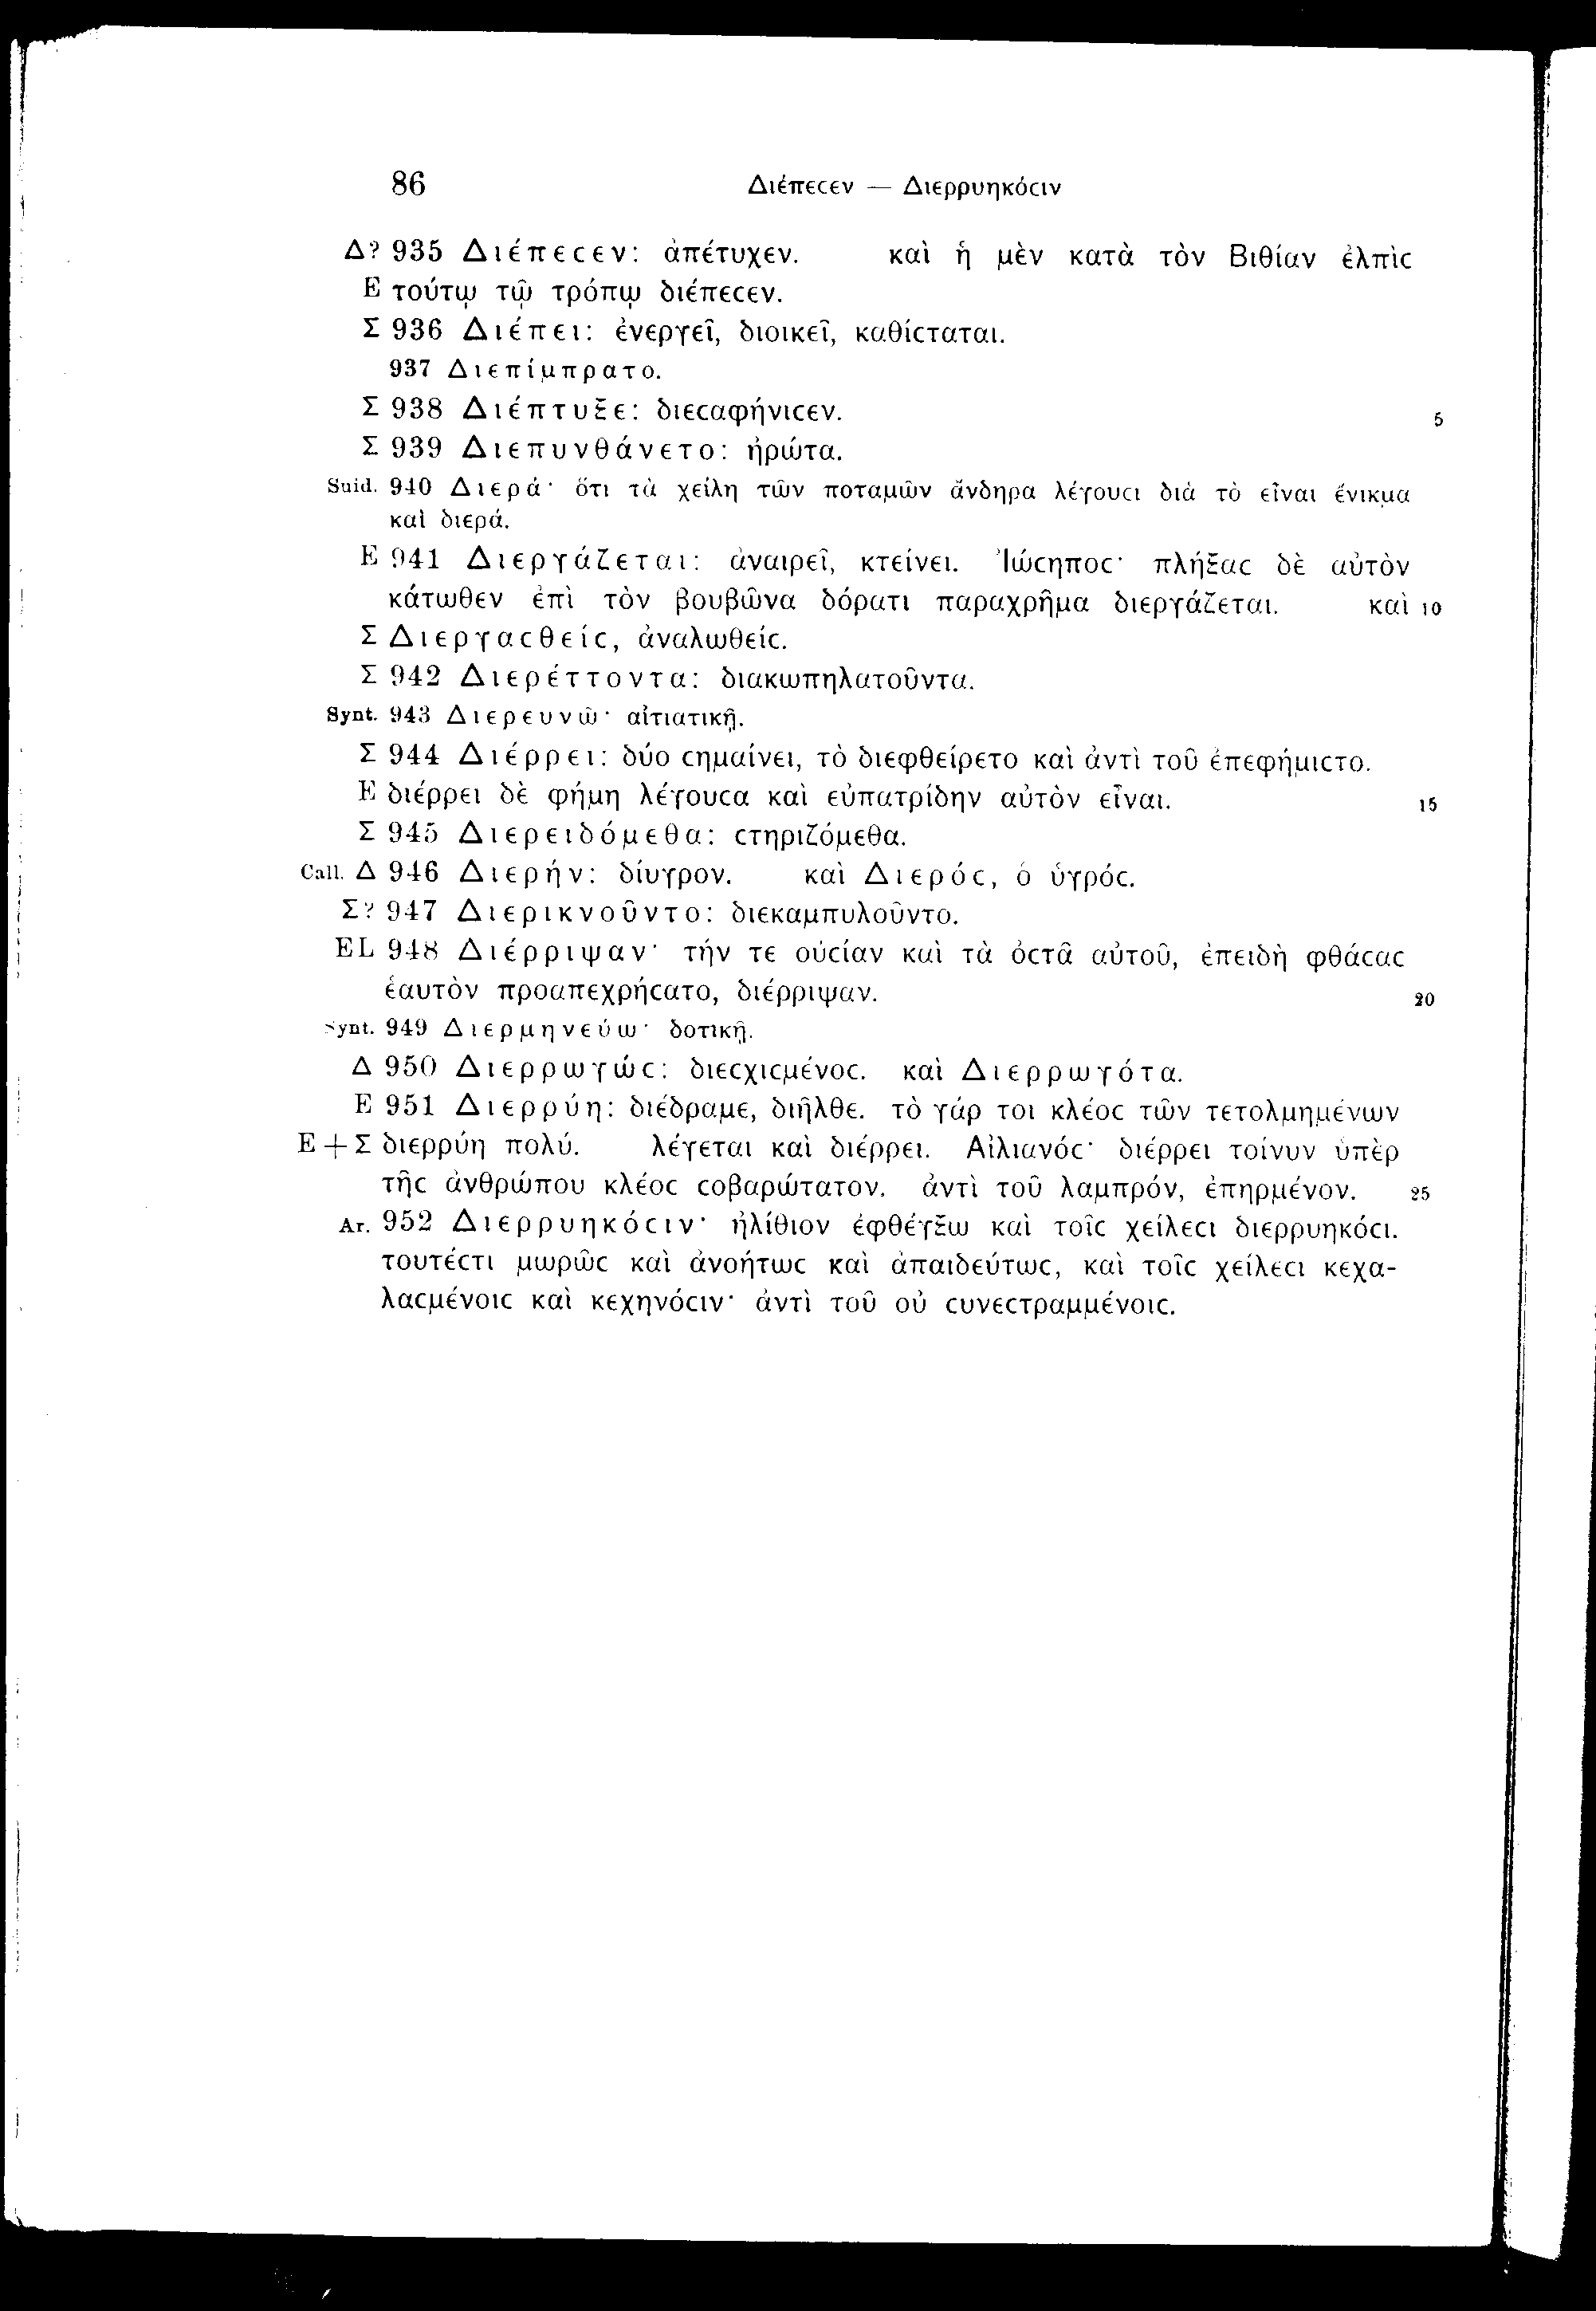 86 Διέπεϲεν — Διερρυηκόϲιν
Δ? 935 Διέπεϲεν: ἀπέτυχεν. καὶ ἡ μὲν κατὰ τὸν Βιθίαν ἐλπὶϲ
E τούτῳ τῷ τρόπῳ διέπεϲεν.
Σ 936 Διέπει: ἐνεργεῖ, διοικεῖ, καθίϲταται.
937 Διεπίμπρατο.
Σ 938 Διέπτυξε: διεϲαφήνιϲεν. 5
Σ 939 Διεπυνθάνετο: ἠρώτα.
Suid. 940 Διερά· ὅτι τὰ χείλη τῶν ποταμῶν ἄνδηρα λέγουϲι διὰ τὸ εἶναι ἔνικμα
καὶ διερά.
E 941 Διεργάζεται: ἀναιρεῖ, κτείνει. Ἰώϲηποϲ· πλήξαϲ δὲ αὐτὸν
κάτωθεν ἐπὶ τὸν βουβῶνα δόρατι παραχρῆμα διεργάζεται. καὶ 10
Σ Διεργαϲθείϲ, ἀναλωθείϲ.
Σ 942 Διερέττοντα: διακωπηλατοῦντα.
Synt. 943 Διερευνῶ· αἰτιατικῇ.
Σ 944 Διέρρει: δύο ϲημαίνει, τὸ διεφθείρετο καὶ ἀντὶ τοῦ ἐπεφήμιϲτο.
E διέρρει δὲ φήμη λέγουϲα καὶ εὐπατρίδην αὐτὸν εἶναι. 15
Σ 945 Διερειδόμεθα: ϲτηριζόμεθα.
Call. Δ 946 Διερήν: δίυγρον. καὶ Διερόϲ, ὁ ὑγρόϲ.
Σ? 947 Διερικνοῦντο: διεκαμπυλοῦντο.
EL 948 Διέρριψαν· τήν τε οὐϲίαν καὶ τὰ ὀϲτᾶ αὐτοῦ, ἐπειδὴ φθάϲαϲ
ἑαυτὸν προαπεχρήϲατο, διέρριψαν. 20
Synt. 949 Διερμηνεύω· δοτικῇ.
Δ 950 Διερρωγώϲ: διεϲχιϲμένοϲ. καὶ Διερρωγότα.
E 951 Διερρύη: διέδραμε, διῆλθε. τὸ γάρ τοι κλέοϲ τῶν τετολμημένων
E + Σ διερρύη πολύ. λέγεται καὶ διέρρει. Αἰλιανόϲ· διέρρει τοίνυν ὑπὲρ
τῆϲ ἀνθρώπου κλέοϲ ϲοβαρώτατον. ἀντὶ τοῦ λαμπρόν, ἐπηρμένον. 25
Ar. 952 Διερρυηκόϲιν· ἠλίθιον ἐφθέγξω καὶ τοῖϲ χείλεϲι διερρυηκόϲι.
τουτέϲτι μωρῶϲ καὶ ἀνοήτωϲ καὶ ἀπαιδεύτωϲ, καὶ τοῖϲ χείλεϲι κεχα-
λαϲμένοιϲ καὶ κεχηνόϲιν· ἀντὶ τοῦ οὐ ϲυνεϲτραμμένοιϲ.